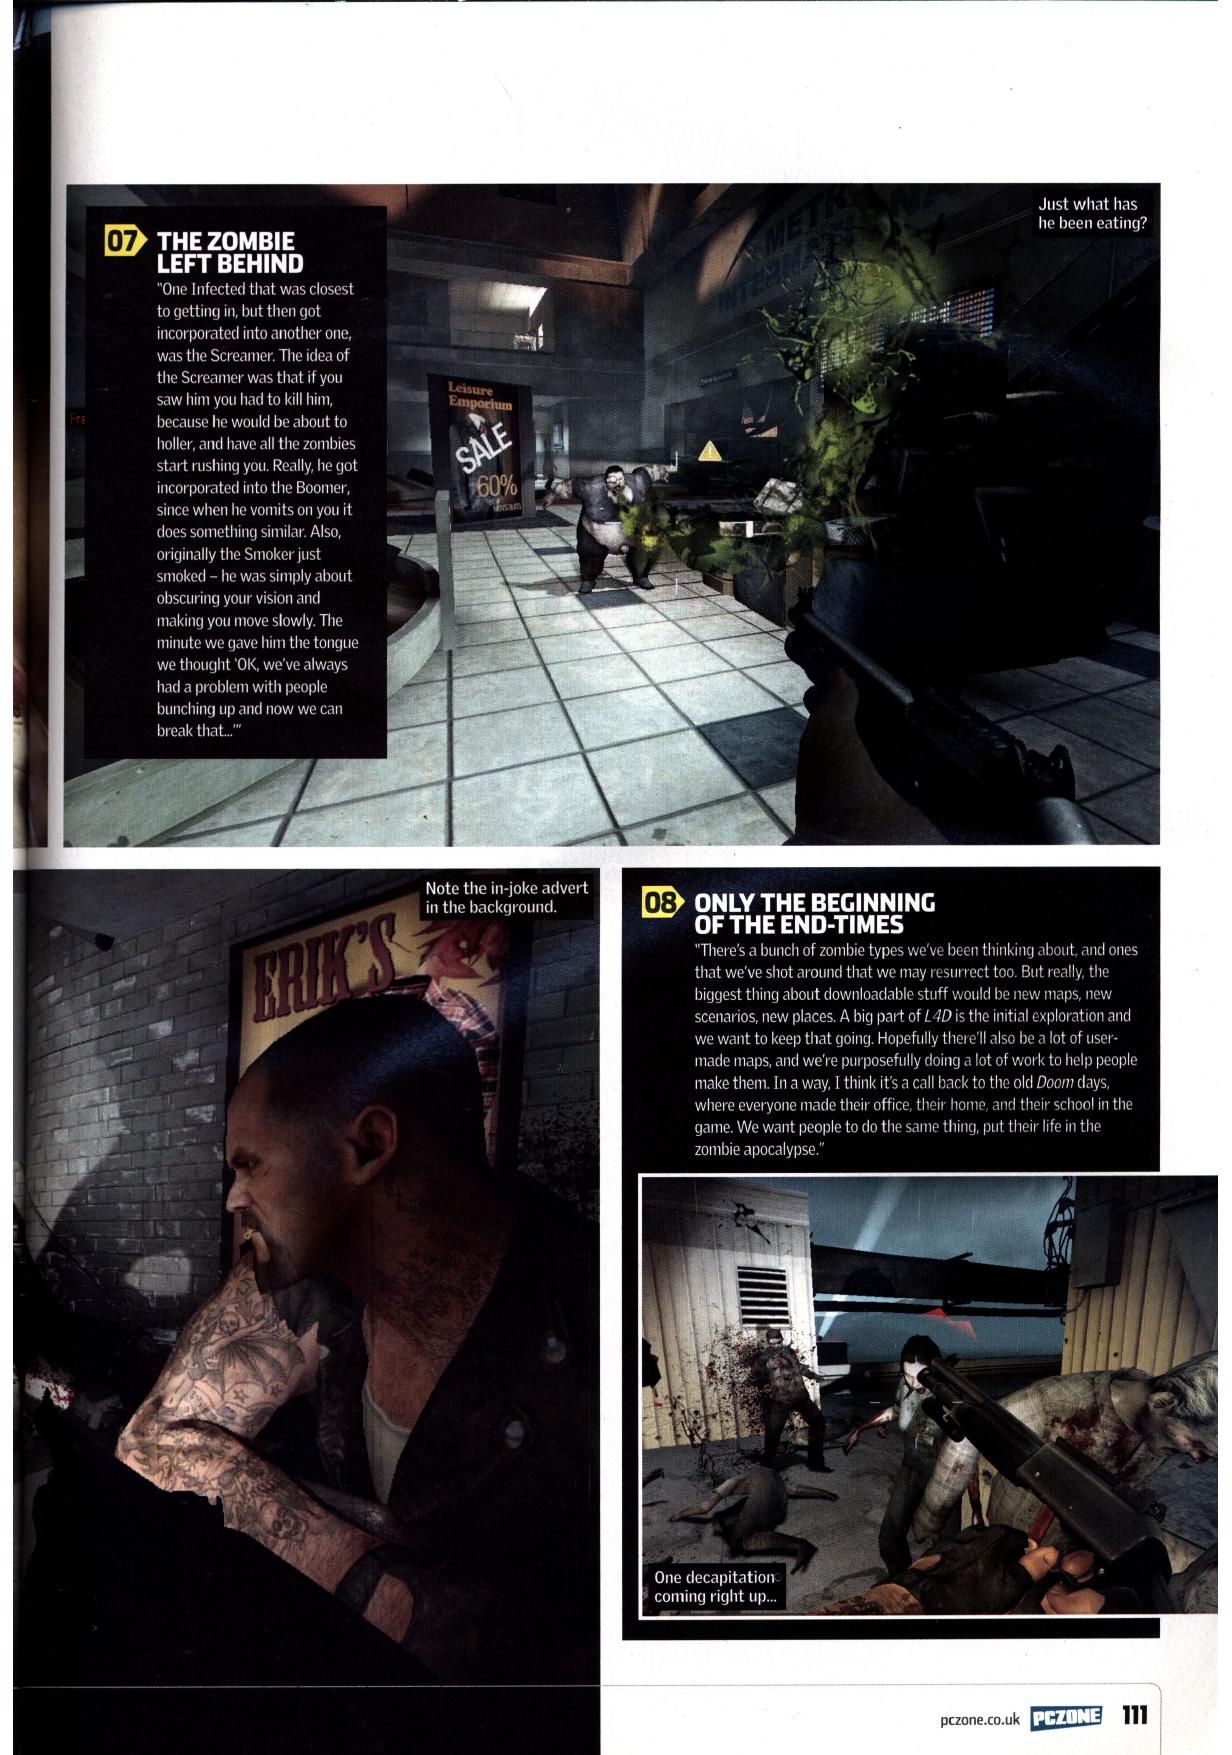 Just what has
he been eating?
07 THE ZOMBIE
LEFT BEHIND
"One Infected that was closest
to getting in, but then got
incorporated into another one,
was the Screamer. The idea of
the Screamer was that if you
saw him you had to kill him,
because he would be about to
holler, and have all the zombies
start rushing you. Really, he got
incorporated into the Boomer,
since when he vomits on you it
does something similar. Also,
originally the Smoker just
smoked – he was simply about
obscuring your vision and
making you move slowly. The
minute we gave him the tongue
we thought 'OK, we've always
had a problem with people
bunching up and now we can
break that...'"
Leisure
Emporium
SALE
60%
Note the in-joke advert
in the background.
ERIK'S
08 ONLY THE BEGINNING
OF THE END-TIMES
"There's a bunch of zombie types we've been thinking about, and ones
that we've shot around that we may resurrect too. But really, the
biggest thing about downloadable stuff would be new maps, new
scenarios, new places. A big part of L4D is the initial exploration and
we want to keep that going. Hopefully there'll also be a lot of user-
made maps, and we're purposefully doing a lot of work to help people
make them. In a way, I think it's a call back to the old Doom days,
where everyone made their office, their home, and their school in the
game. We want people to do the same thing, put their life in the
zombie apocalypse."
One decapitation
coming right up...
pczone.co.uk PCZONE 111